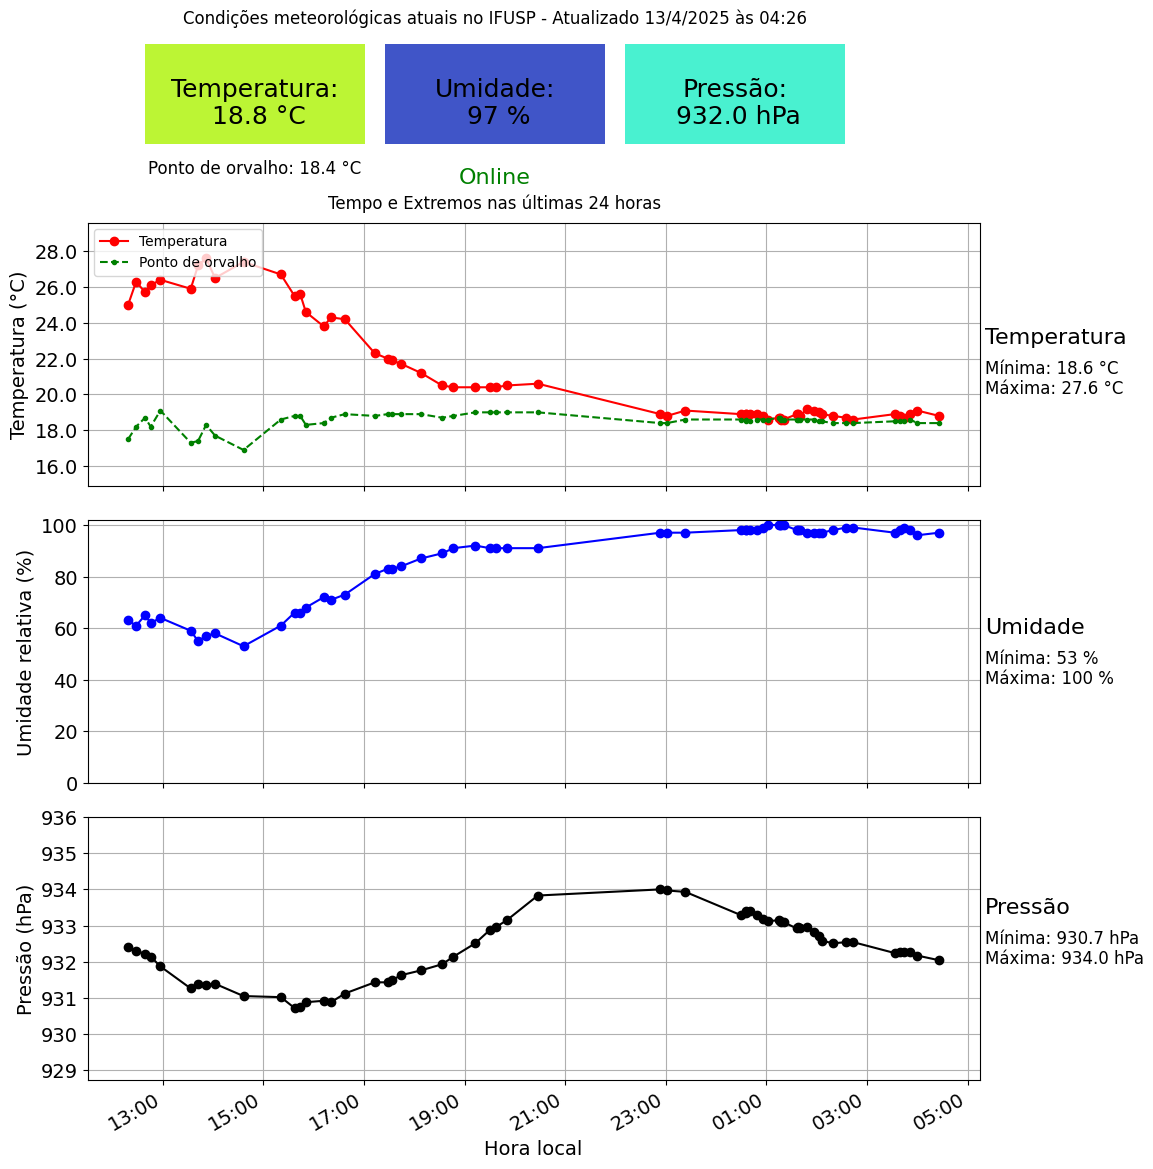 Condições meteorológicas atuais no IFUSP - Atualizado 13/4/2025 às 04:26
Temperatura:
18.8 °C
Umidade:
97 %
Pressão:
932.0 hPa
Ponto de orvalho: 18.4 °C
Online
Tempo e Extremos nas últimas 24 horas
Temperatura (°C)
28.0
26.0
24.0
22.0
20.0
18.0
16.0
Temperatura
Ponto de orvalho
Temperatura
Mínima: 18.6 °C
Máxima: 27.6 °C
Umidade relativa (%)
100
80
60
40
20
0
Umidade
Mínima: 53 %
Máxima: 100 %
Pressão (hPa)
936
935
934
933
932
931
930
929
Pressão
Mínima: 930.7 hPa
Máxima: 934.0 hPa
13:00
15:00
17:00
19:00
21:00
23:00
01:00
03:00
05:00
Hora local